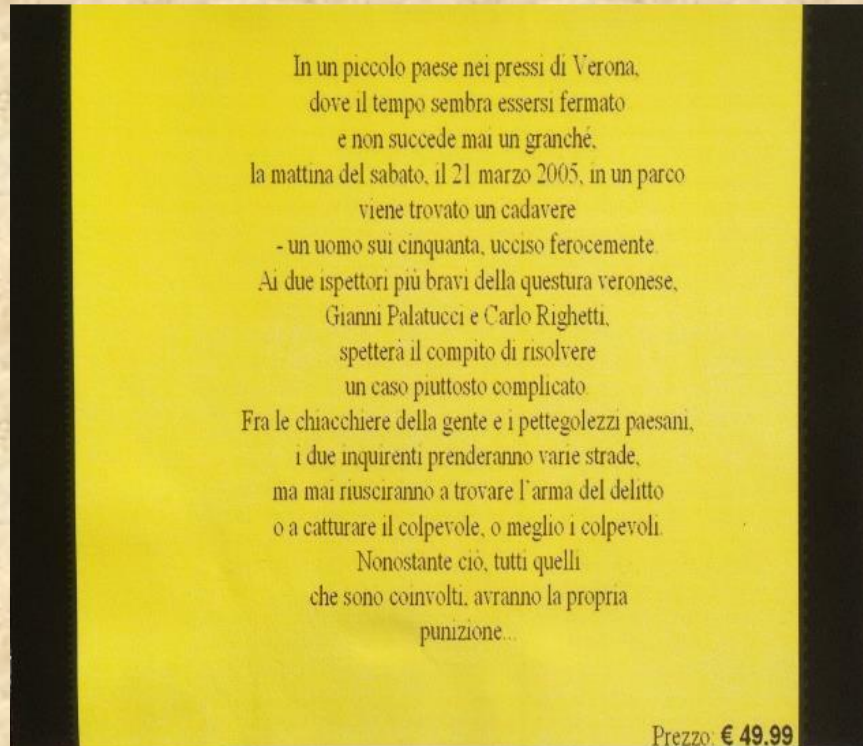 In un piccolo paese nei pressi di Verona,
dove il tempo sembra essersi fermato
e non succede mai un granché,
la mattina del sabato, il 21 marzo 2005, in un parco
viene trovato un cadavere
- un uomo sui cinquanta, ucciso ferocemente.
Ai due ispettori più bravi della questura veronese,
Gianni Palatucci e Carlo Righetti,
spetterà il compito di risolvere
un caso piuttosto complicato.
Fra le chiacchiere della gente e i pettegolezzi paesani,
i due inquirenti prenderanno varie strade,
ma mai riusciranno a trovare l'arma del delitto
o a catturare il colpevole, o meglio i colpevoli.
Nonostante ciò, tutti quelli
che sono coinvolti, avranno la propria
punizione...
Prezzo: € 49.99